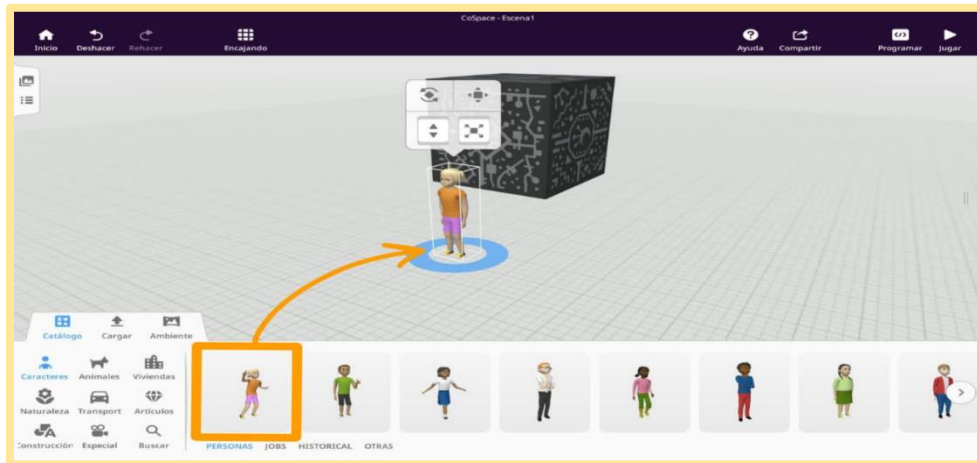 CoSpace - Escena1
Inicio Deshacer Rehacer Encajando Ayuda Compartir Programar Jugar
Catálogo Cargar Ambiente
Caracteres Animales Viviendas
Naturaleza Transport Artículos
Construcción Especial Buscar
PERSONAS JOBS HISTORICAL OTRAS